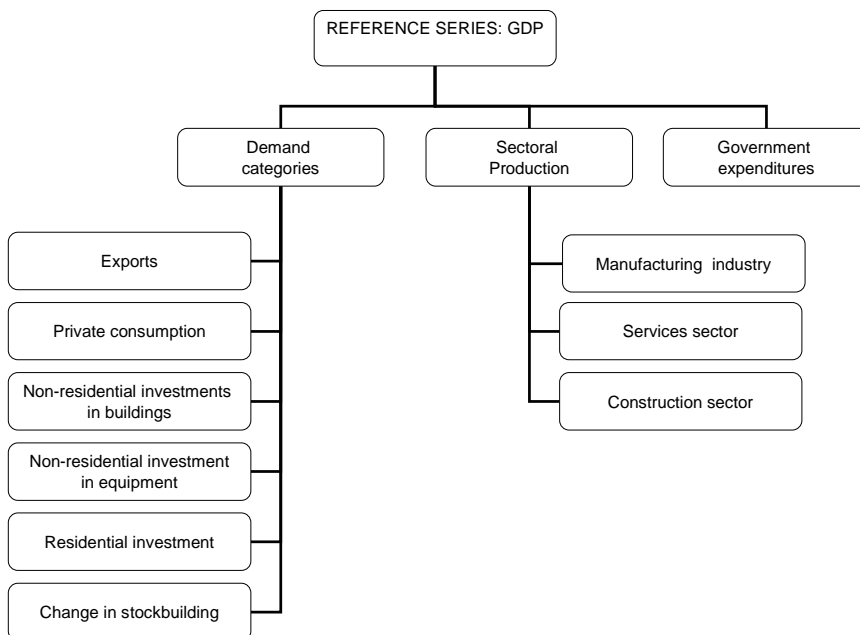 REFERENCE SERIES: GDP
Demand
categories
Sectoral
Production
Government
expenditures
Exports
Private consumption
Non-residential investments
in buildings
Non-residential investment
in equipment
Residential investment
Change in stockbuilding
Manufacturing industry
Services sector
Construction sector